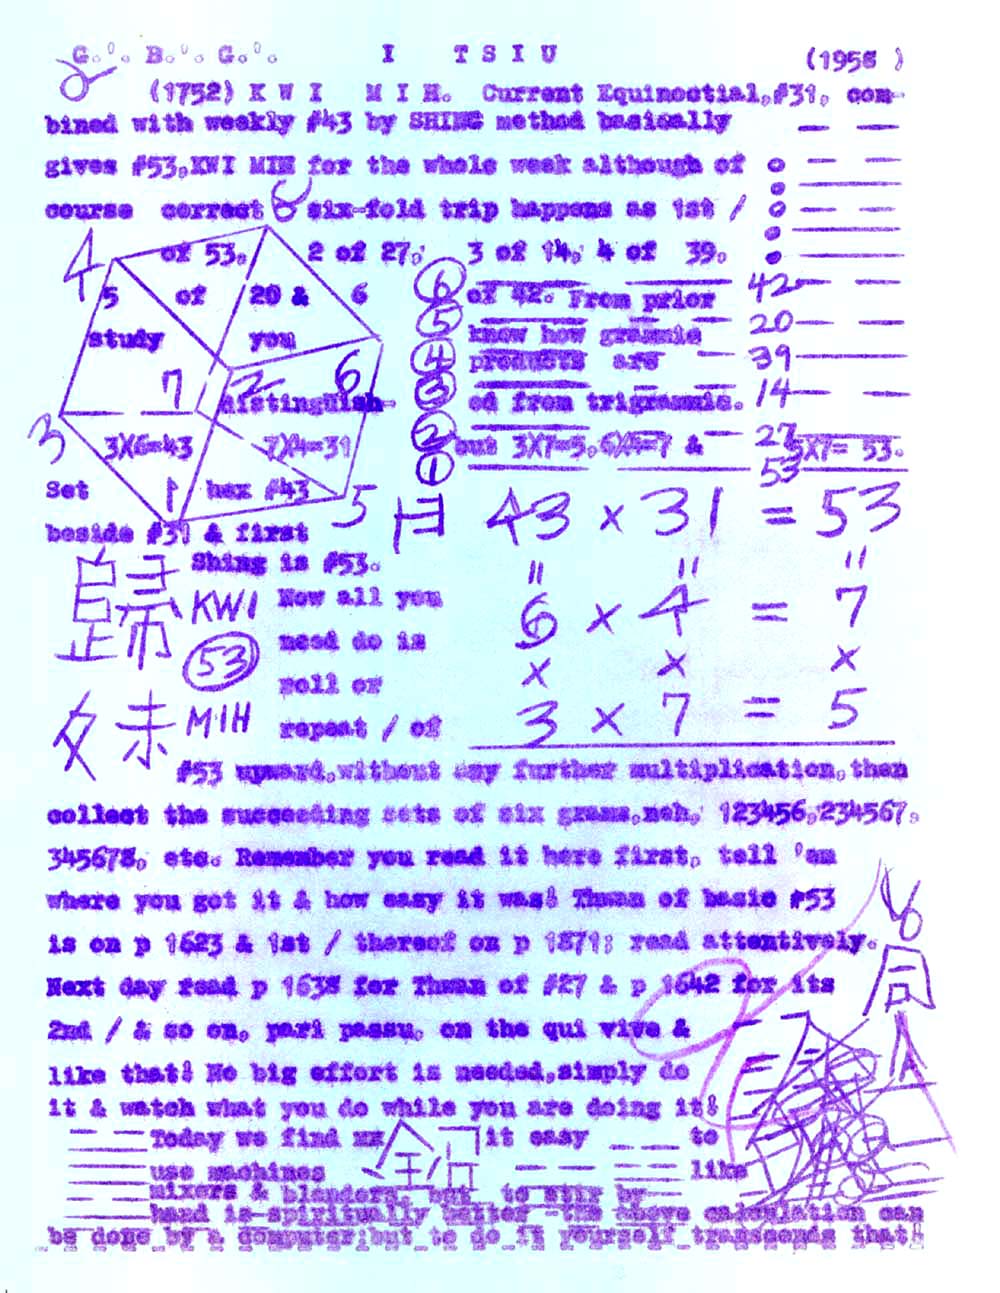 G.'. B.'. G.'. I TSIU (1956 )
(1752) K W I M I H. Current Equinoctial,#31, com-
bined with weekly #43 by SHING method basically
gives #53,KWI MIH for the whole week although of
course correct 6 six-fold trip happens as 1st /
of 53. 2 of 27, 3 of 14, 4 of 39.
4
5 of 20 & 6 6 of 42. From prior 42
study you 5 know how grammie 20
4 products are 39
7 2 6 distinguish- 3 ed from trigrammie. 14
3 3X6=43 7X4=31 2 but 3X7=5,6X4=7 & 27 5X7= 53.
1 53
Set 1 hex #43 5 43 x 31 = 53
beside #31 & first
Shing is #53. = = =
歸 KWI Now all you 6 x 4 = 7
53 need do is x x x
Roll or
未 MIH repeat / of 3 x 7 = 5
#53 upward,without any further multiplication,then
collect the succeeding sets of six grams,neh, 123456,234567,
345678, etc. Remember you read it here first, tell 'em
where you got it & how easy it was! Thwan of basic #53
is on p 1623 & 1st / thereof on p 1871; read attentively.
Next day read p 1638 for Thwan of #27 & p 1642 for its
同
2nd / & so on, pari passu, on the qui vive &
like that! No big effort is needed,simply do
it & watch what you do while you are doing it!
Today we find xx it easy to
use machines like
mixers & blenders, but to stir by
hand is spiritually better -the above calculation can
be done by a computer;but to do it yourself transcends that!